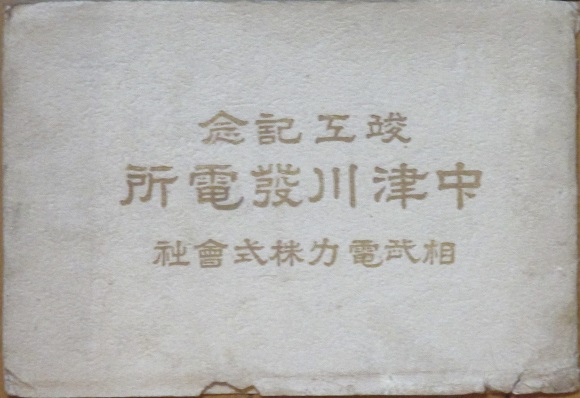 竣工記念
中津川發電所
相武電力株式會社